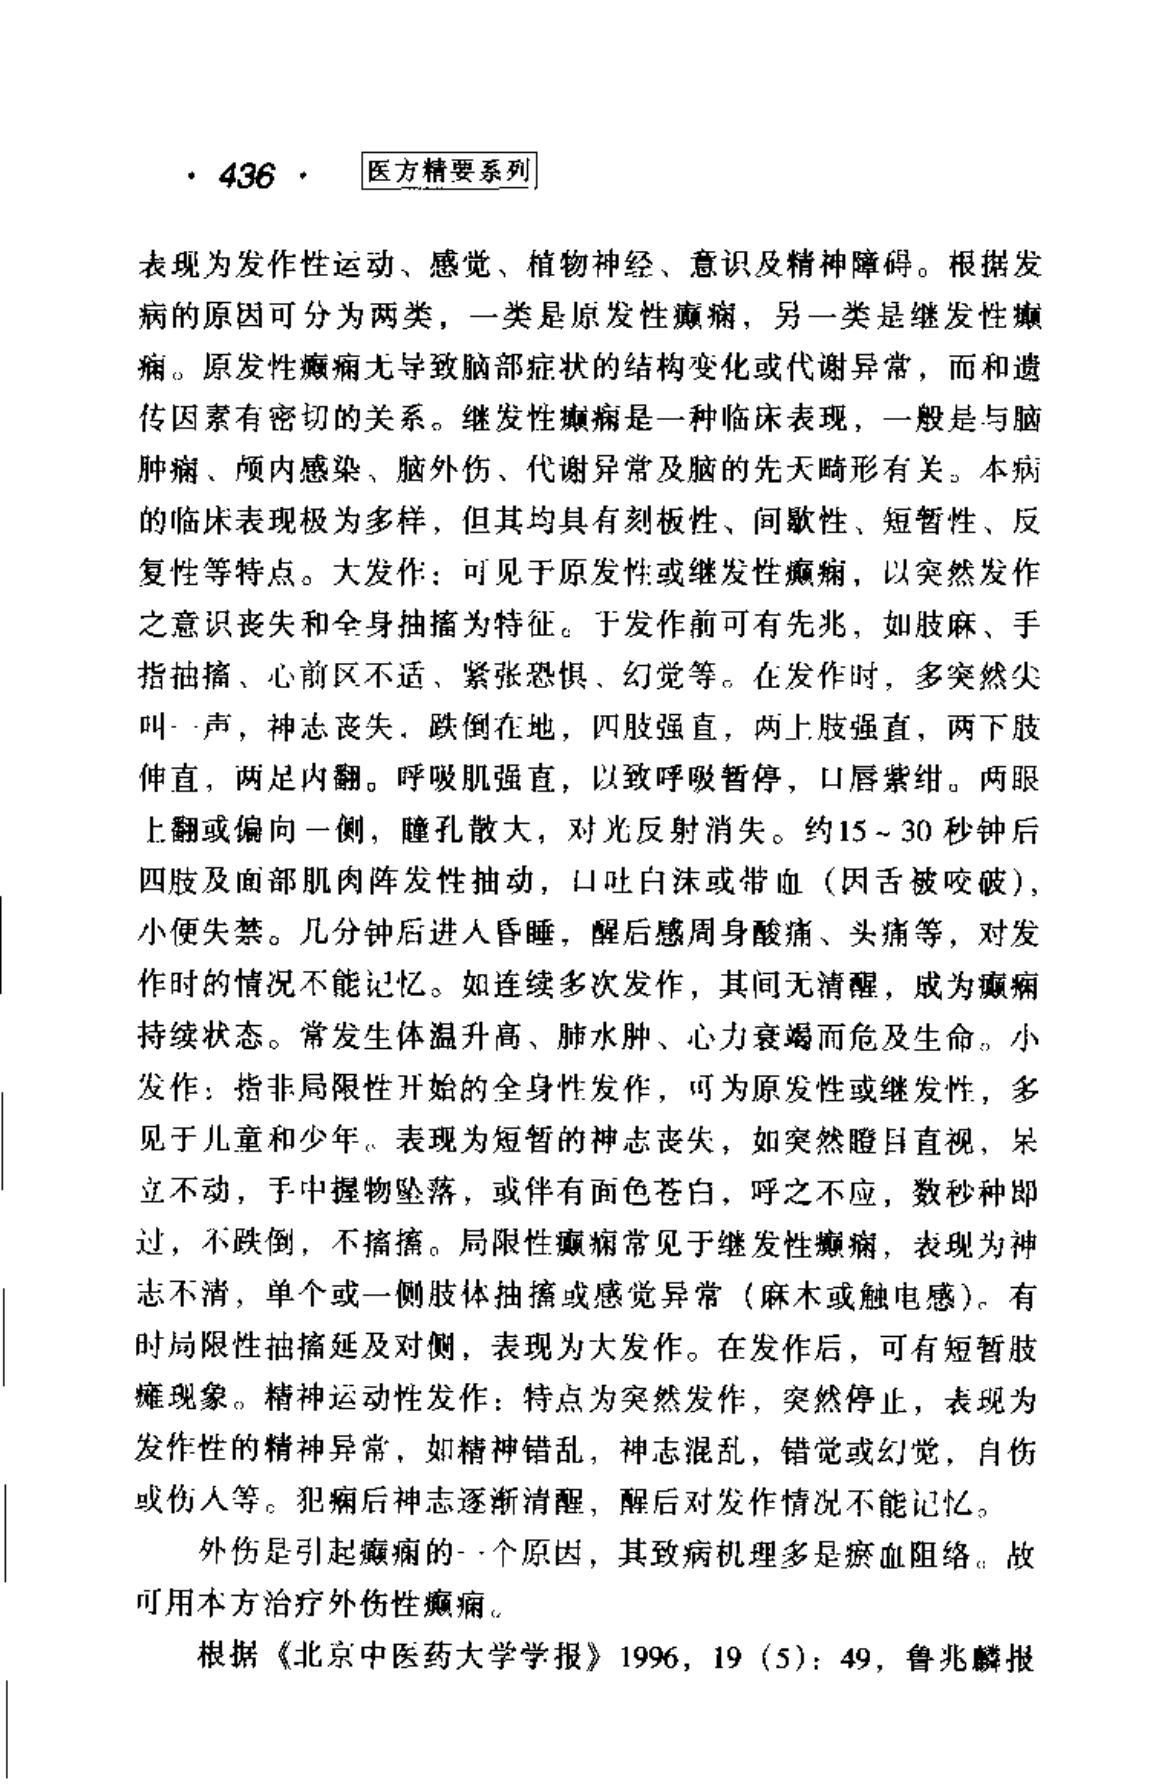 · 436 · 医方精要系列
表现为发作性运动、感觉、植物神经、意识及精神障碍。根据发
病的原因可分为两类，一类是原发性癫痫，另一类是继发性癫
痫。原发性癫痫无导致脑部症状的结构变化或代谢异常，而和遗
传因素有密切的关系。继发性癫痫是一种临床表现，一般是与脑
肿痫、颅内感染、脑外伤、代谢异常及脑的先天畸形有关。本病
的临床表现极为多样，但其均具有刻板性、间歇性、短暂性、反
复性等特点。大发作：可见于原发性或继发性癫痫，以突然发作
之意识丧失和全身抽搐为特征。于发作前可有先兆，如肢麻、手
指抽搐、心前区不适、紧张恐惧、幻觉等。在发作时，多突然尖
叫一声，神志丧失，跌倒在地，四肢强直，两上肢强直，两下肢
伸直，两足内翻。呼吸肌强直，以致呼吸暂停，口唇紫绀。两眼
上翻或偏向一侧，瞳孔散大，对光反射消失。约15～30秒钟后
四肢及面部肌肉阵发性抽动，口吐白沫或带血（因舌被咬破），
小便失禁。几分钟后进入昏睡，醒后感周身酸痛、头痛等，对发
作时的情况不能记忆。如连续多次发作，其间无清醒，成为癫痫
持续状态。常发生体温升高、肺水肿、心力衰竭而危及生命。小
发作：指非局限性开始的全身性发作，可为原发性或继发性，多
见于儿童和少年。表现为短暂的神志丧失，如突然瞪目直视，呆
立不动，手中握物坠落，或伴有面色苍白，呼之不应，数秒种即
过，不跌倒，不搐搐。局限性癫痫常见于继发性癫痫，表现为神
志不清，单个或一侧肢体抽搐或感觉异常（麻木或触电感）。有
时局限性抽搐延及对侧，表现为大发作。在发作后，可有短暂肢
瘫现象。精神运动性发作：特点为突然发作，突然停止，表现为
发作性的精神异常，如精神错乱，神志混乱，错觉或幻觉，自伤
或伤人等。犯痫后神志逐渐清醒，醒后对发作情况不能记忆。
外伤是引起癫痫的一个原因，其致病机理多是瘀血阻络。故
可用本方治疗外伤性癫痫。
根据《北京中医药大学学报》1996，19（5）：49，鲁兆麟报